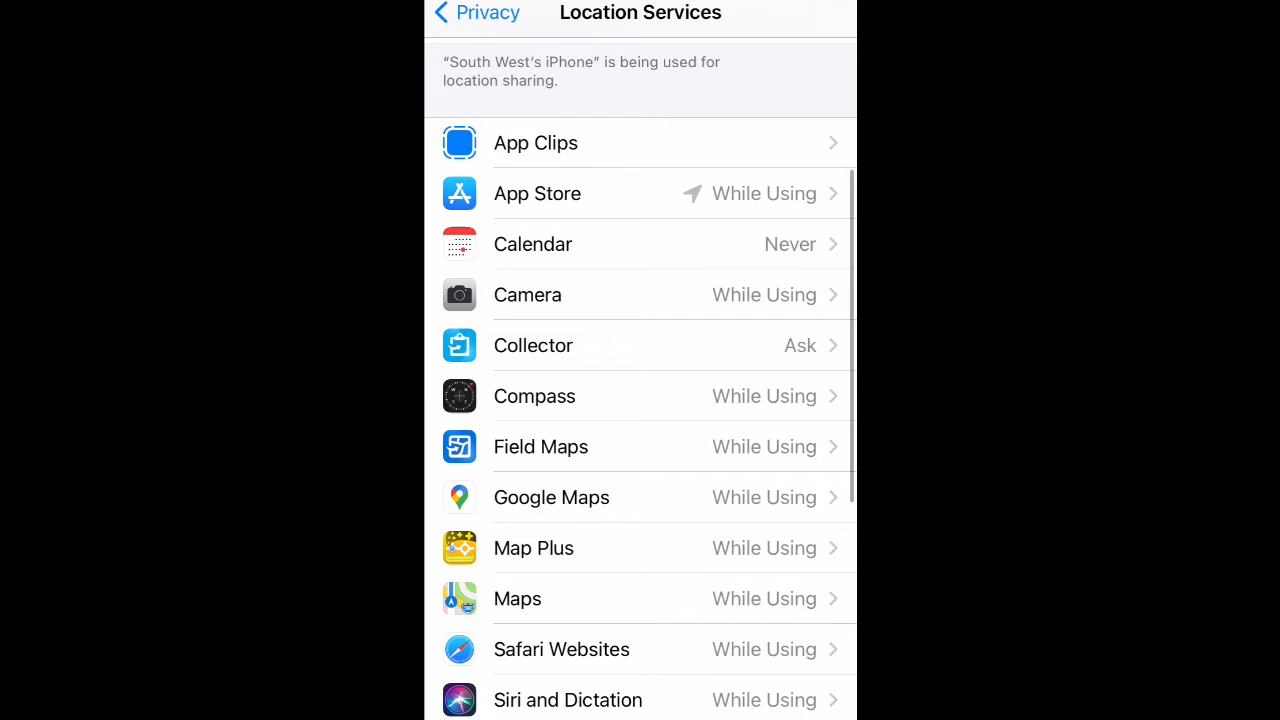 Privacy Location Services
“South West’s iPhone” is being used for
location sharing.
App Clips
App Store While Using
Calendar Never
Camera While Using
Collector Ask
Compass While Using
Field Maps While Using
Google Maps While Using
Map Plus While Using
Maps While Using
Safari Websites While Using
Siri and Dictation While Using